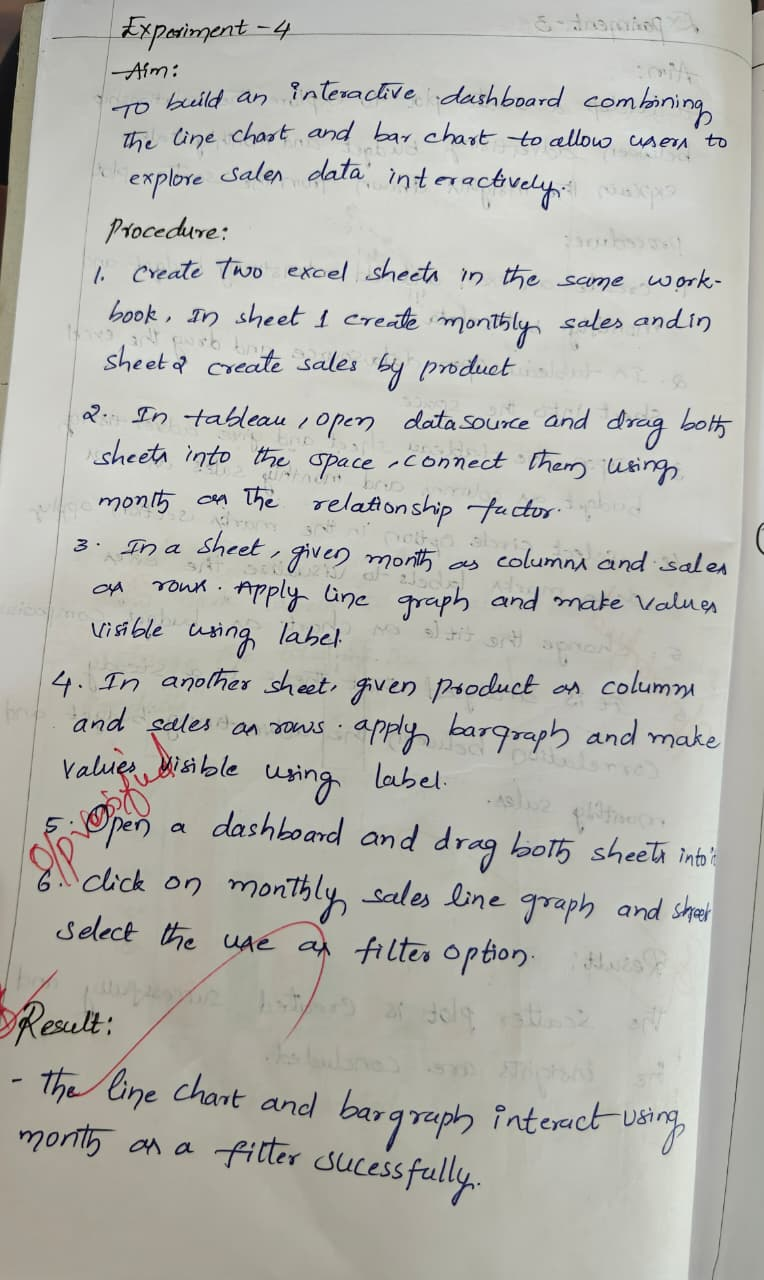 Experiment - 4
Aim:
To build an interactive dashboard combining
the line chart and bar chart to allow users to
explore sales data interactively.
Procedure:
1. Create Two excel sheets in the same work-
book, In sheet 1 create monthly sales and in
sheet 2 create sales by product
2. In tableau, open data source and drag both
sheets into the space, connect them using
month as the relationship factor.
3. In a sheet, given month as columns and sales
as rows. Apply line graph and make values
visible using label.
4. In another sheet, given product as columns
and sales as rows. apply bargraph and make
values visible using label.
O/p verified
5. Open a dashboard and drag both sheets into it
6. click on monthly sales line graph and sheet
select the use as filter option.
Result:
- The line chart and bargraph interact using
month as a filter sucessfully.